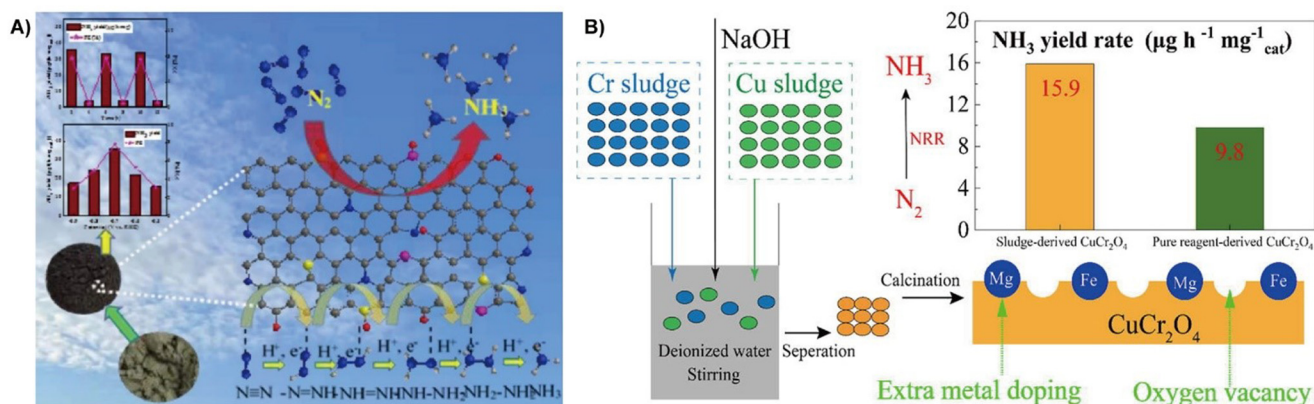 A)
N₂
NH₃
H⁺, e⁻ H⁺, e⁻ H⁺, e⁻ H⁺, e⁻ H⁺, e⁻
N≡N -N=NH -NH=NH NH-NH₂ NH₂-NH₂ NH₃
B)
NaOH
Cr sludge
Cu sludge
Deionized water
Stirring
Seperation
Calcination
NH₃
NRR
N₂
NH₃ yield rate (μg h⁻¹ mg⁻¹cat)
20
16
12
8
4
0
15.9
9.8
Sludge-derived CuCr₂O₄
Pure reagent-derived CuCr₂O₄
Mg
Fe
Mg
Fe
CuCr₂O₄
Extra metal doping
Oxygen vacancy